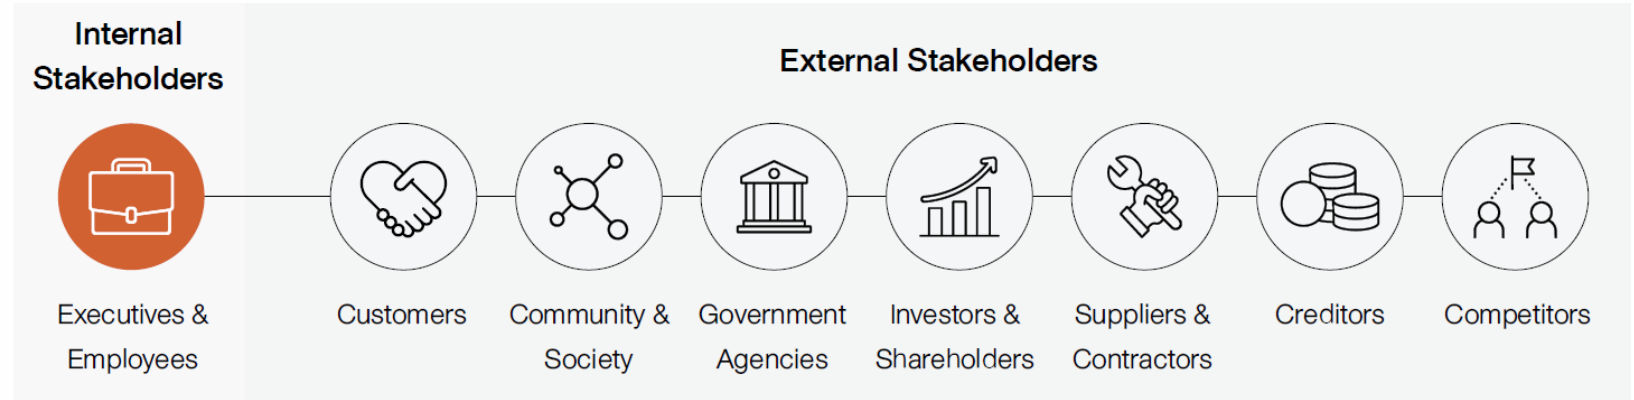 Internal
Stakeholders
External Stakeholders
Executives &
Employees
Customers
Community &
Society
Government
Agencies
Investors &
Shareholders
Suppliers &
Contractors
Creditors
Competitors